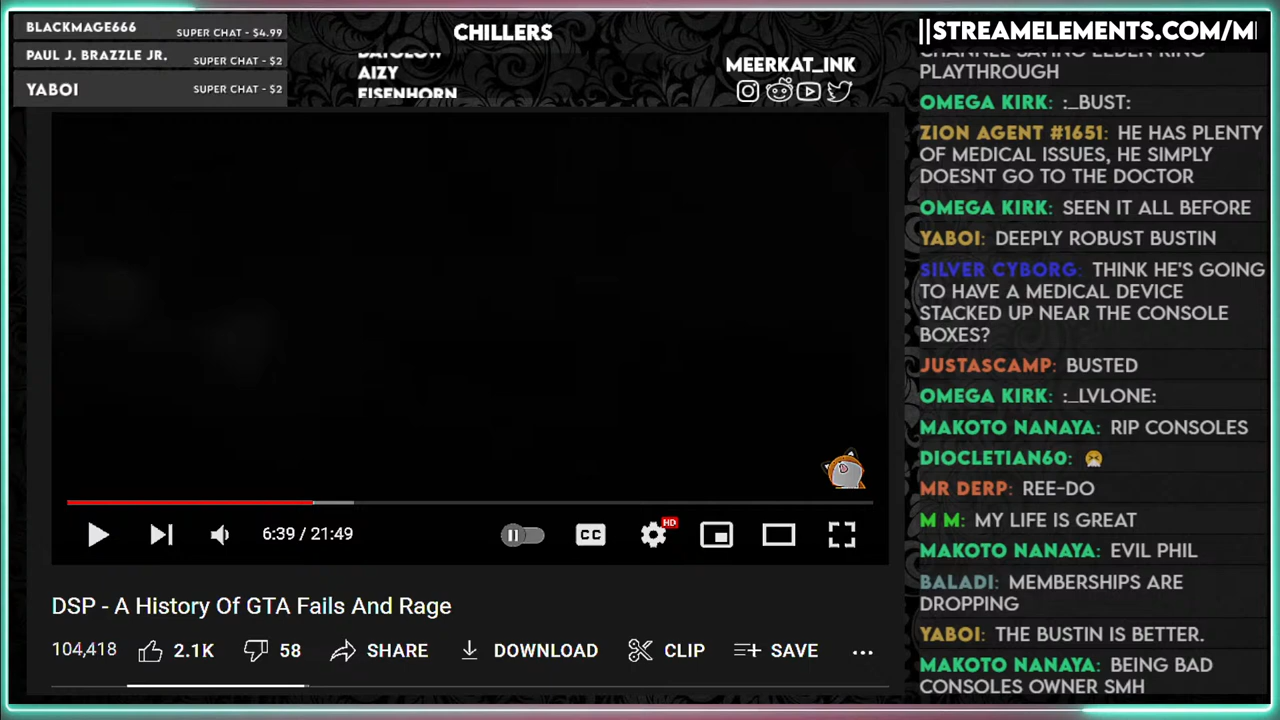 BLACKMAGE666 SUPER CHAT - $4.99
PAUL J. BRAZZLE JR. SUPER CHAT - $2
YABOI SUPER CHAT - $2
CHILLERS
AIZY
EISENHORN
MEERKAT_INK
6:39 / 21:49
CC
HD
DSP - A History Of GTA Fails And Rage
104,418 2.1K 58 SHARE DOWNLOAD CLIP SAVE
||STREAMELEMENTS.COM/M
CHANNEL SAVING ELDEN RING
PLAYTHROUGH
OMEGA KIRK: :_BUST:
ZION AGENT #1651: HE HAS PLENTY
OF MEDICAL ISSUES, HE SIMPLY
DOESNT GO TO THE DOCTOR
OMEGA KIRK: SEEN IT ALL BEFORE
YABOI: DEEPLY ROBUST BUSTIN
SILVER CYBORG: THINK HE'S GOING
TO HAVE A MEDICAL DEVICE
STACKED UP NEAR THE CONSOLE
BOXES?
JUSTASCAMP: BUSTED
OMEGA KIRK: :_LVLONE:
MAKOTO NANAYA: RIP CONSOLES
DIOCLETIAN60:
MR DERP: REE-DO
M M: MY LIFE IS GREAT
MAKOTO NANAYA: EVIL PHIL
BALADI: MEMBERSHIPS ARE
DROPPING
YABOI: THE BUSTIN IS BETTER.
MAKOTO NANAYA: BEING BAD
CONSOLES OWNER SMH